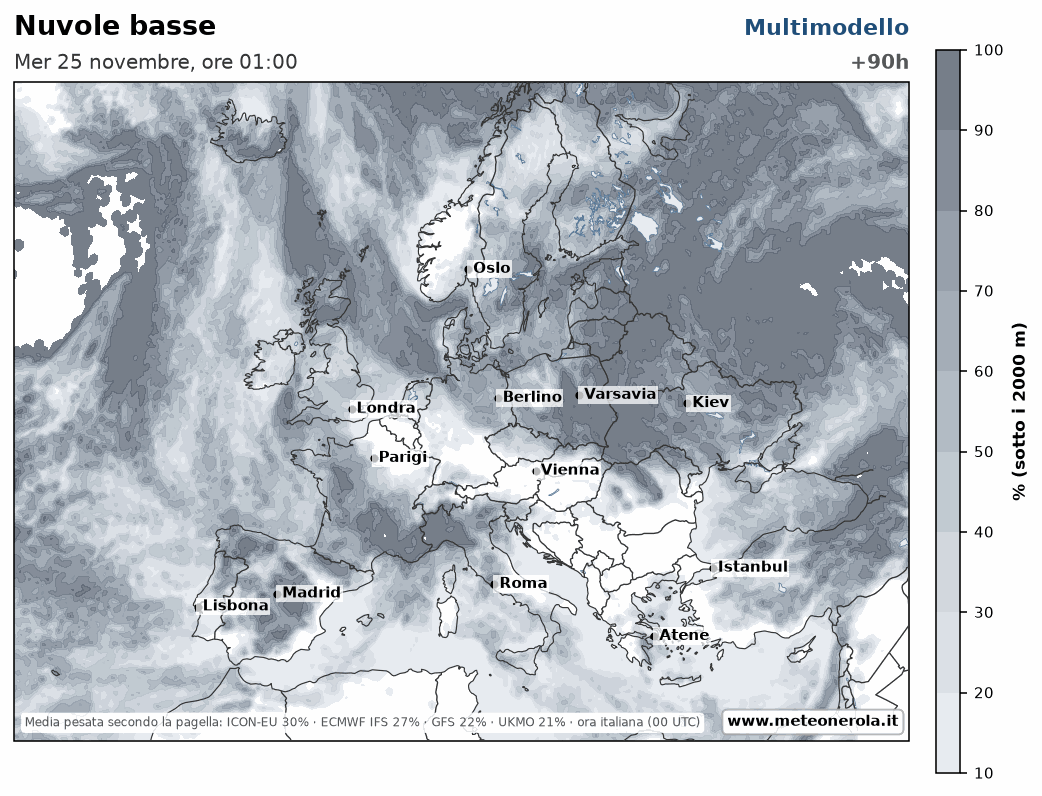 Nuvole basse
Multimodello
Mer 25 novembre, ore 01:00
+90h
100
90
80
70
60
50
40
30
20
10
% (sotto i 2000 m)
Oslo
Londra
Berlino
Varsavia
Kiev
Parigi
Vienna
Istanbul
Roma
Madrid
Lisbona
Atene
Media pesata secondo la pagella: ICON-EU 30% · ECMWF IFS 27% · GFS 22% · UKMO 21% · ora italiana (00 UTC)
www.meteonerola.it